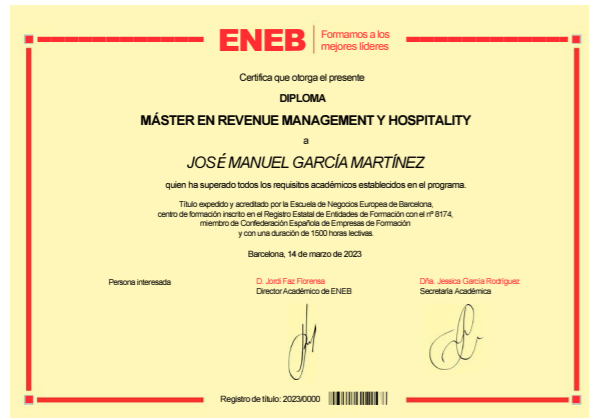 ENEB
Formamos a los
mejores líderes
Certifica que otorga el presente
DIPLOMA
MÁSTER EN REVENUE MANAGEMENT Y HOSPITALITY
a
JOSÉ MANUEL GARCÍA MARTÍNEZ
quien ha superado todos los requisitos académicos establecidos en el programa.
Título expedido y acreditado por la Escuela de Negocios Europea de Barcelona,
centro de formación inscrito en el Registro Estatal de Entidades de Formación con el nº 8174,
miembro de Confederación Española de Empresas de Formación
y con una duración de 1500 horas lectivas.
Barcelona, 14 de marzo de 2023
Persona interesada
D. Jordi Faz Florensa
Director Académico de ENEB
Dña. Jessica García Rodríguez
Secretaria Académica
Registro de título: 2023/0000